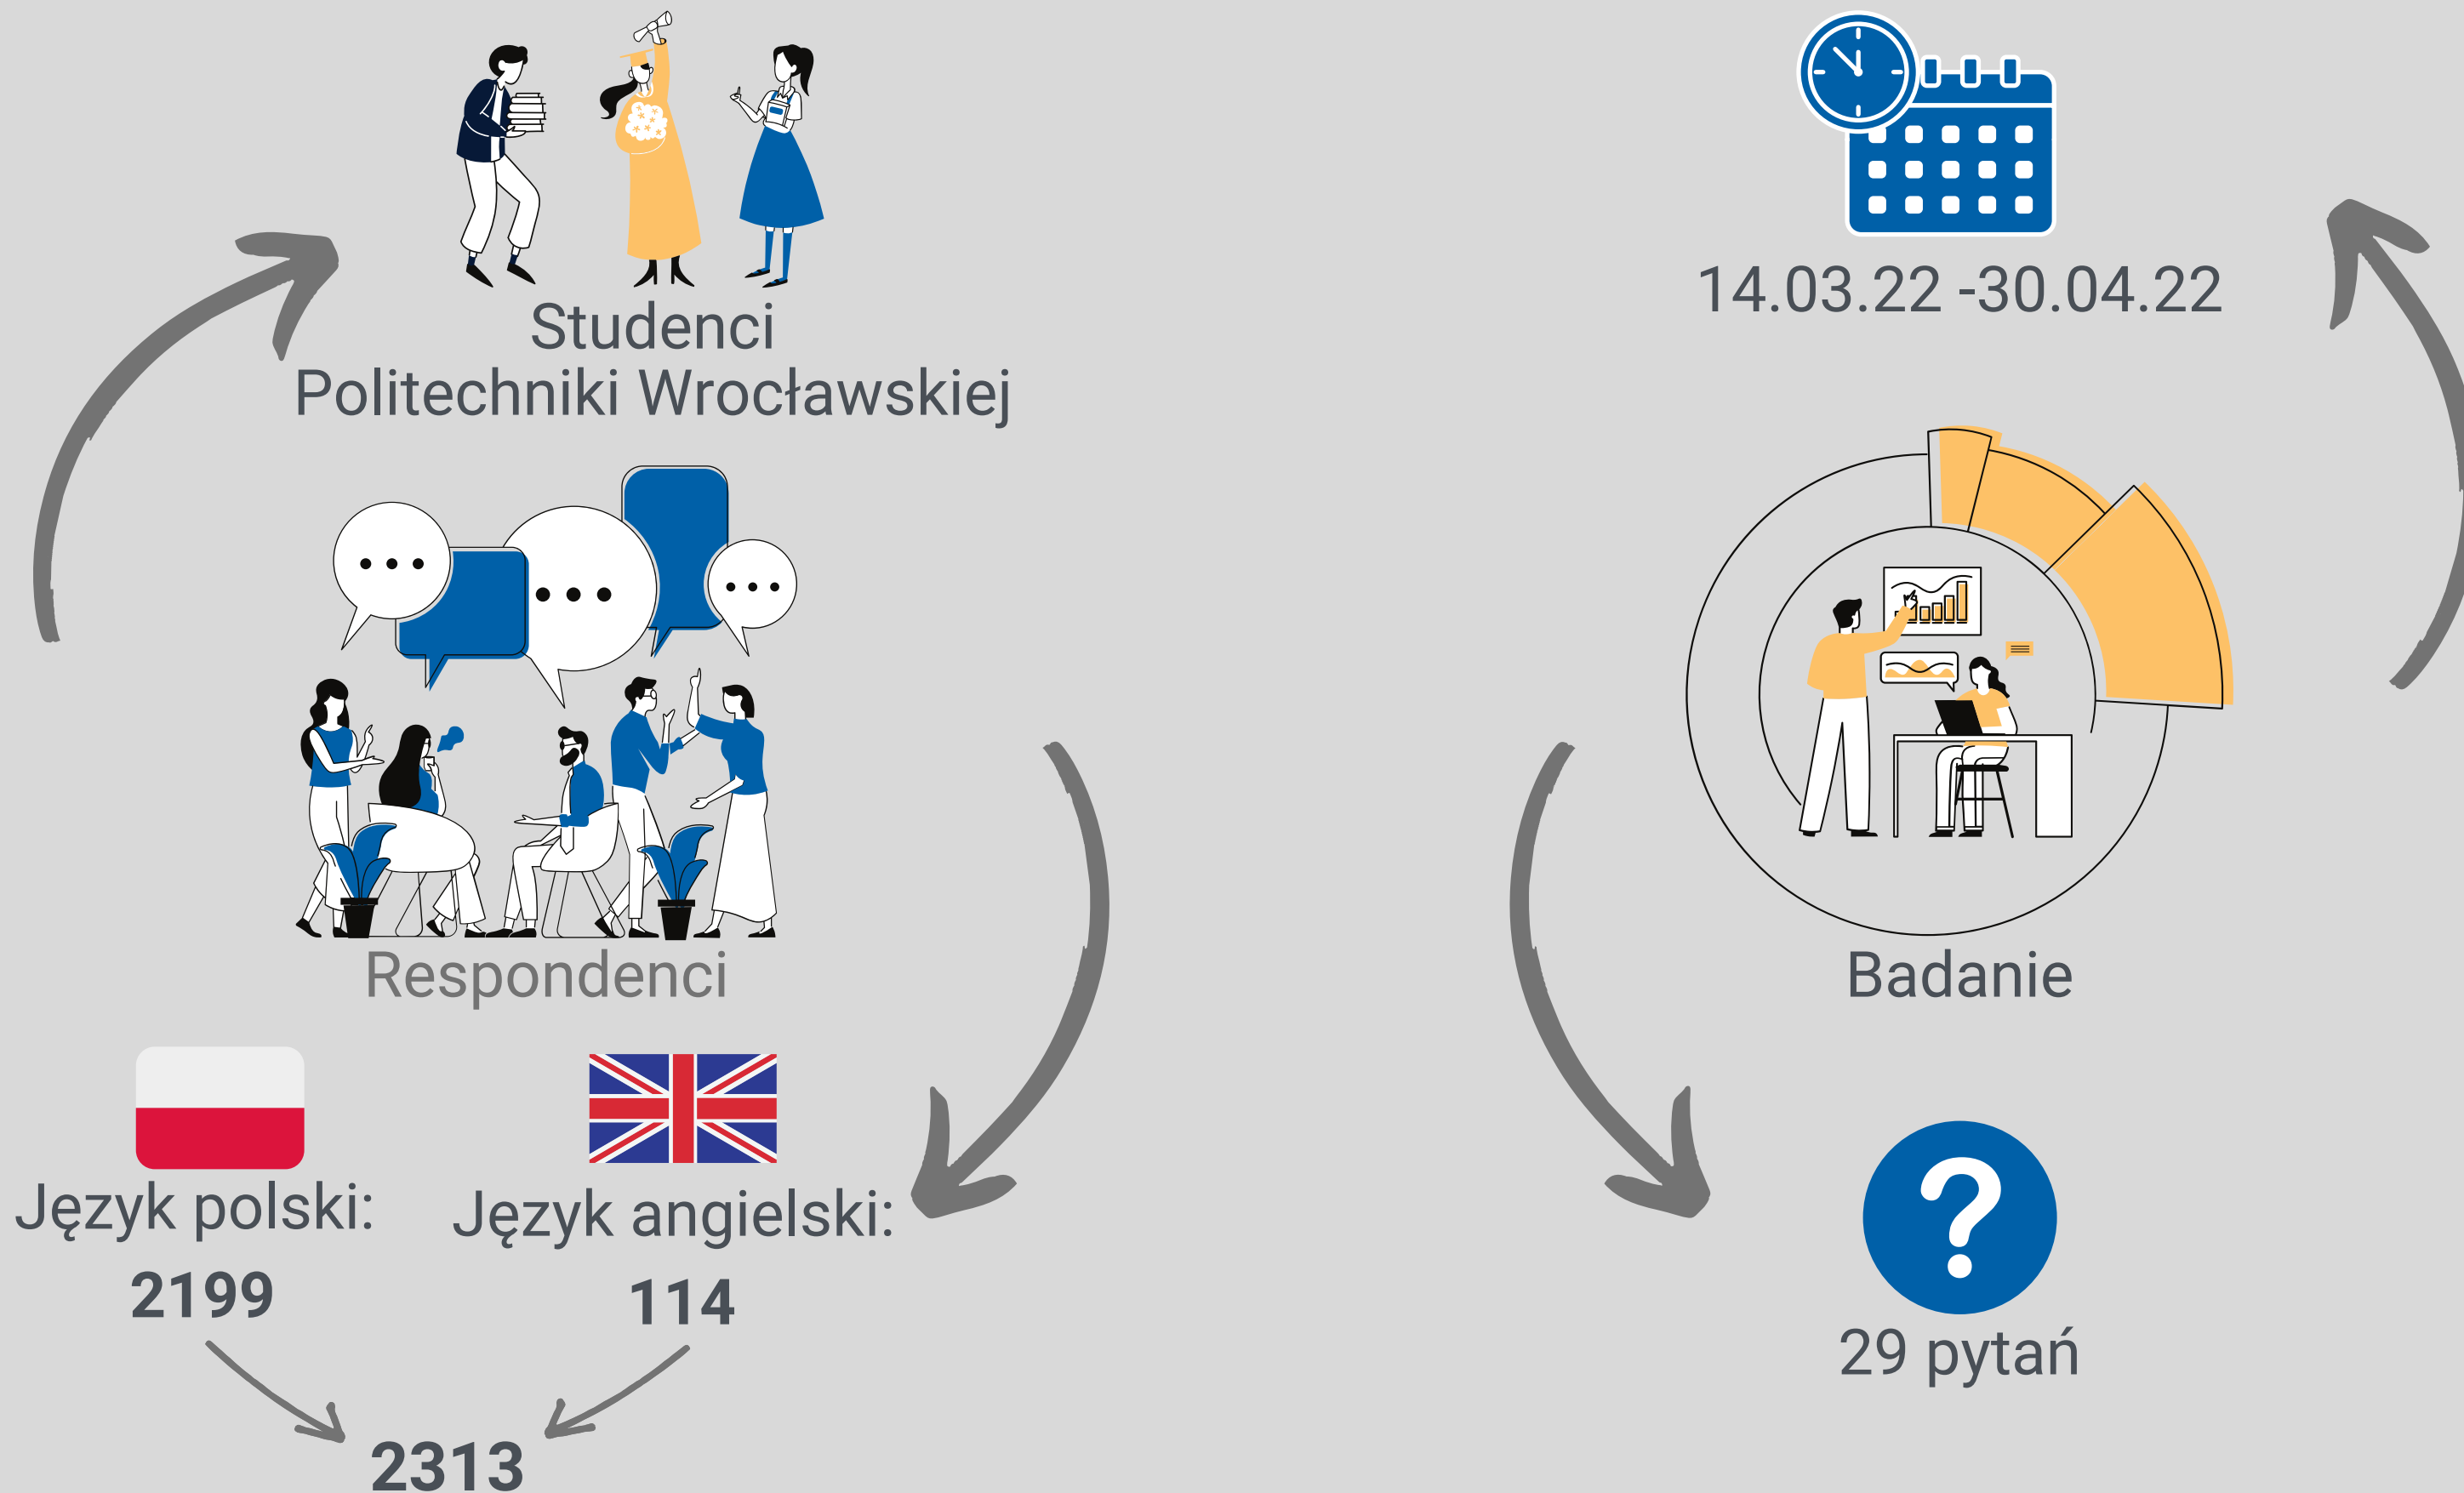 Studenci
Politechniki Wrocławskiej
Respondenci
Język polski:
2199
Język angielski:
114
2313
14.03.22 -30.04.22
Badanie
29 pytań